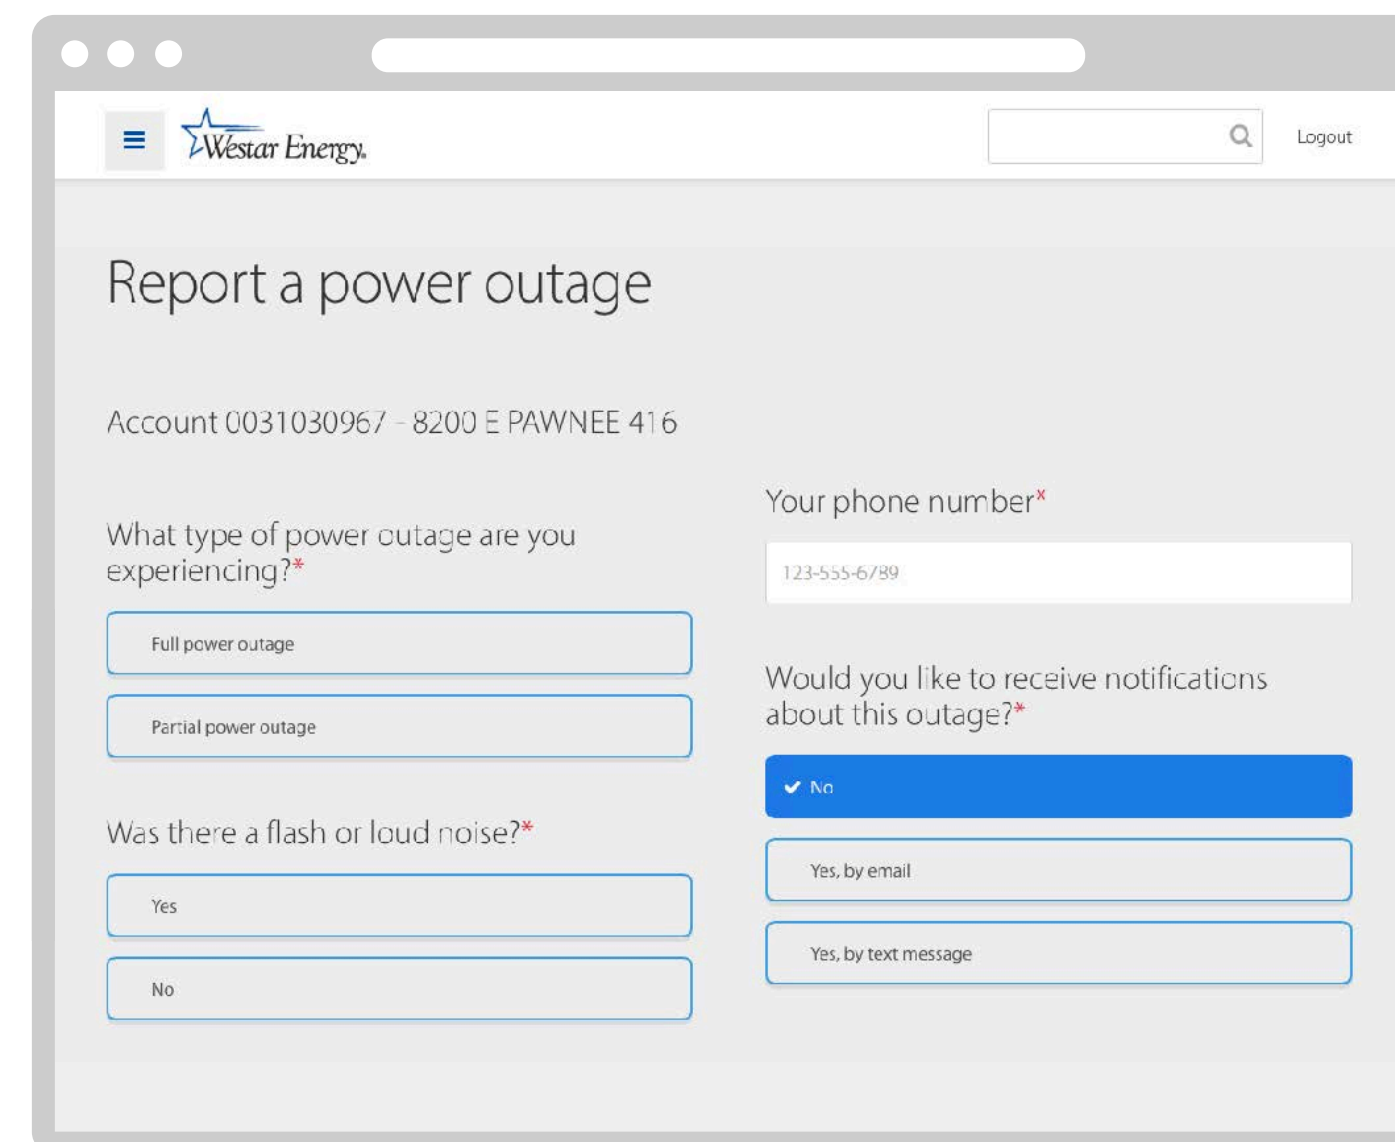 Westar Energy.
Logout
Report a power outage
Account 0031030967 - 8200 E PAWNEE 416
What type of power outage are you
experiencing?*
Full power outage
Partial power outage
Was there a flash or loud noise?*
Yes
No
Your phone number*
123-555-6789
Would you like to receive notifications
about this outage?*
No
Yes, by email
Yes, by text message